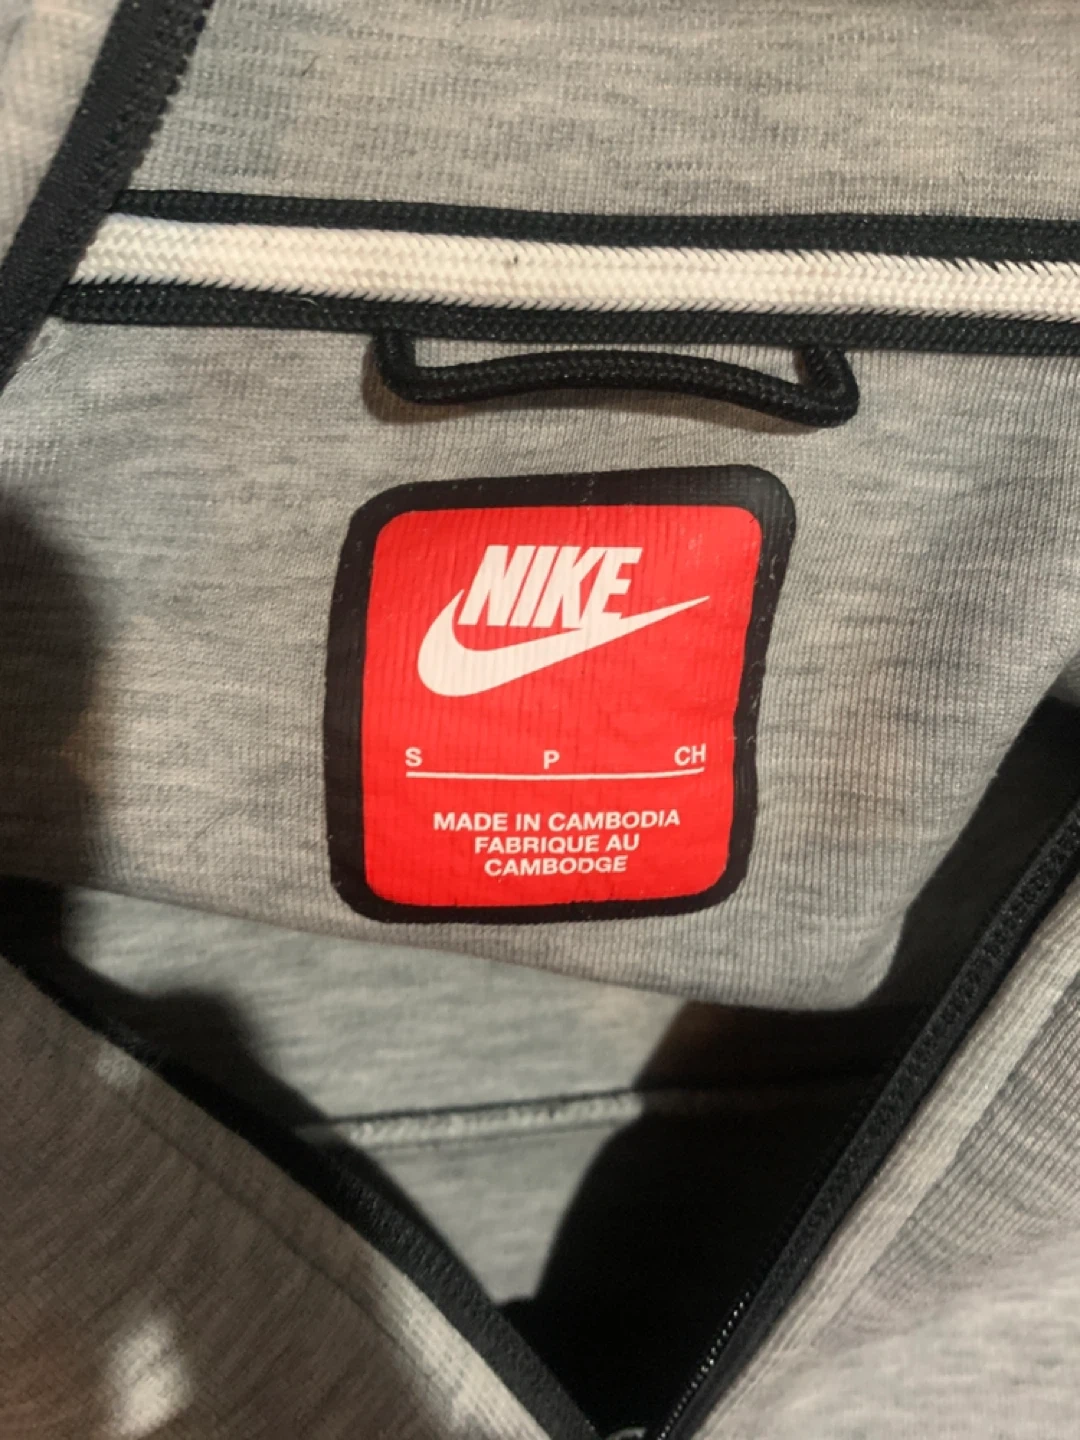 NIKE
S P CH
MADE IN CAMBODIA
FABRIQUE AU
CAMBODGE